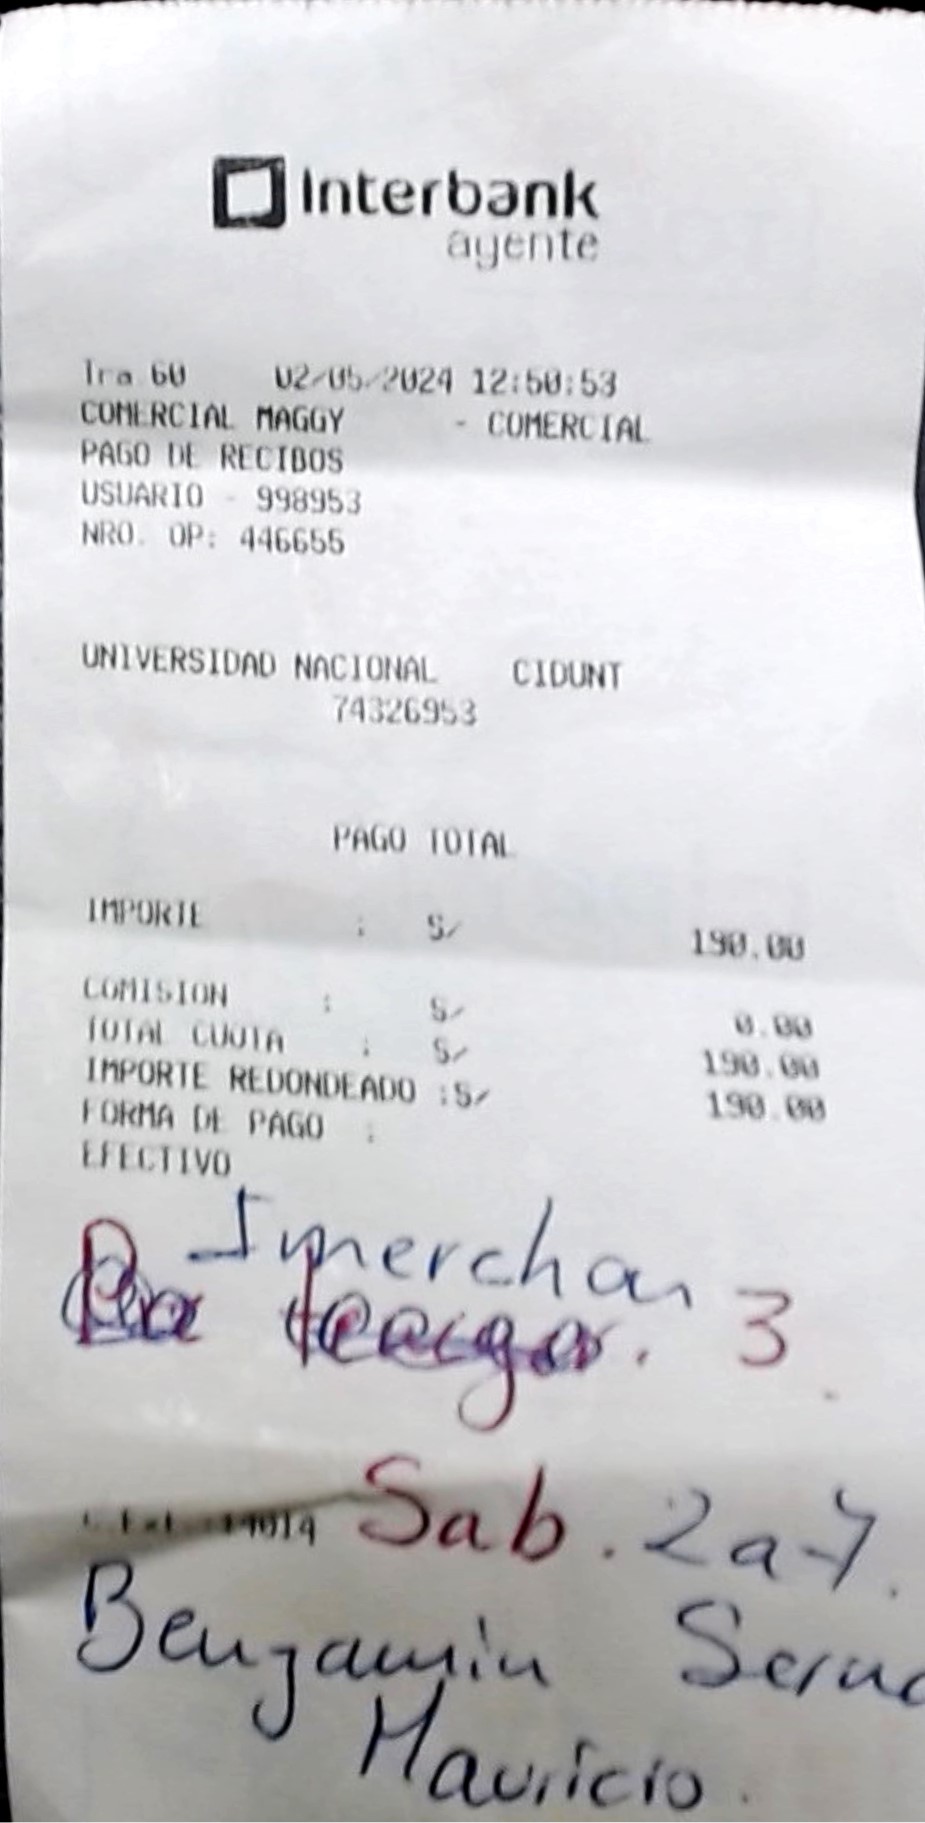 Interbank
agente
Tra 60 02/05/2024 12:50:53
COMERCIAL MAGGY - COMERCIAL
PAGO DE RECIBOS
USUARIO - 998953
NRO. OP: 446655
UNIVERSIDAD NACIONAL CIDUNT
74326953
PAGO TOTAL
IMPORTE : S/ 190.00
COMISION : S/ 0.00
TOTAL CUOTA : S/ 190.00
IMPORTE REDONDEADO :S/ 190.00
FORMA DE PAGO :
EFECTIVO
3
Sab. 2a7.
Benjamin
Mauricio.